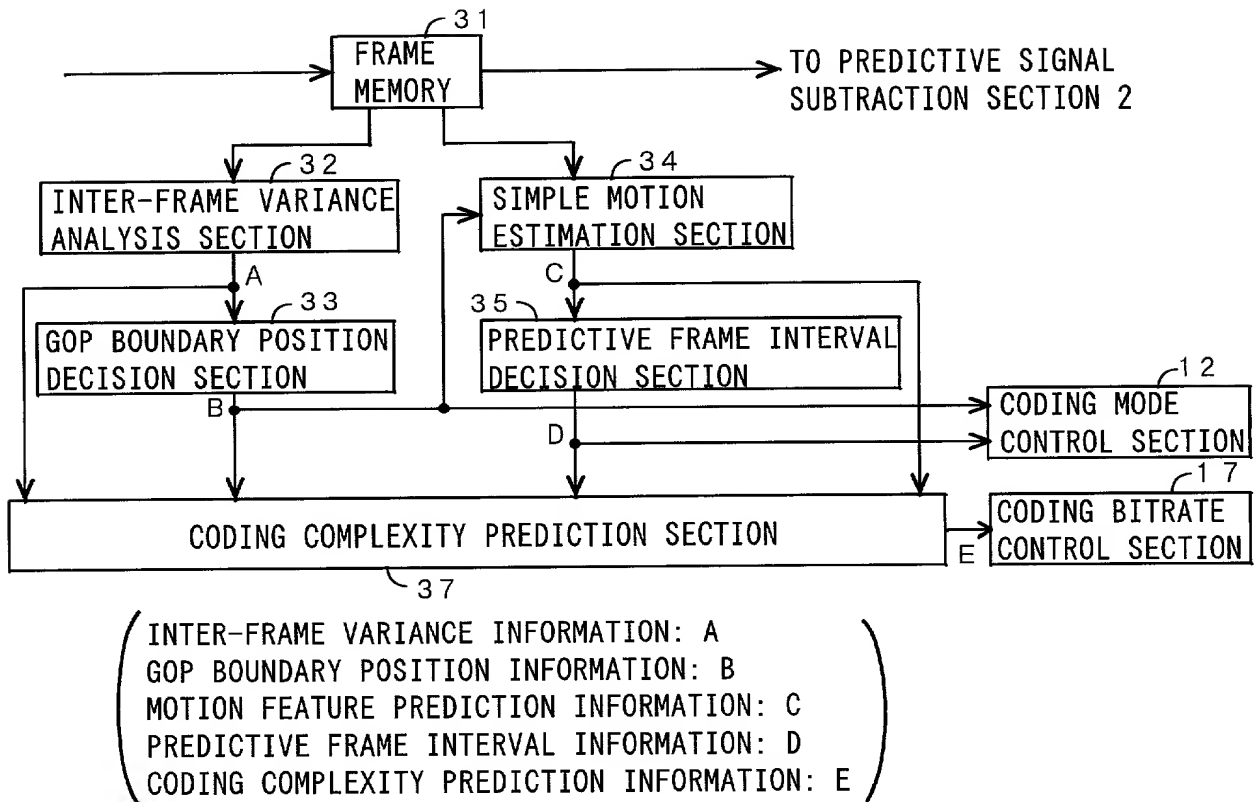 31
FRAME
MEMORY
TO PREDICTIVE SIGNAL
SUBTRACTION SECTION 2
32
INTER-FRAME VARIANCE
ANALYSIS SECTION
34
SIMPLE MOTION
ESTIMATION SECTION
A
C
33
GOP BOUNDARY POSITION
DECISION SECTION
35
PREDICTIVE FRAME INTERVAL
DECISION SECTION
B
D
12
CODING MODE
CONTROL SECTION
CODING COMPLEXITY PREDICTION SECTION
37
E
17
CODING BITRATE
CONTROL SECTION
INTER-FRAME VARIANCE INFORMATION: A
GOP BOUNDARY POSITION INFORMATION: B
MOTION FEATURE PREDICTION INFORMATION: C
PREDICTIVE FRAME INTERVAL INFORMATION: D
CODING COMPLEXITY PREDICTION INFORMATION: E